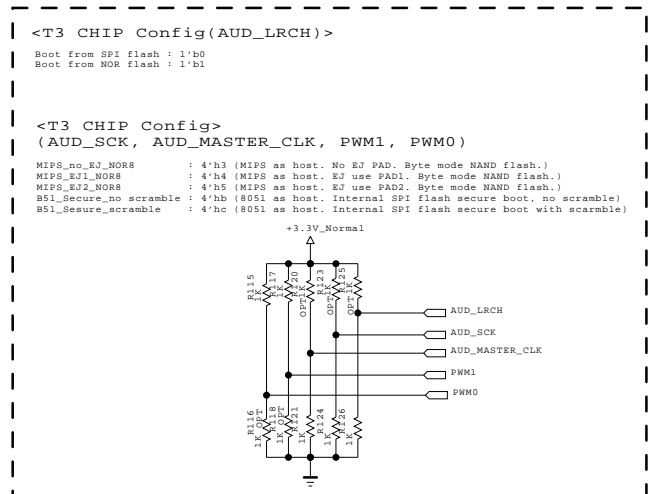 <T3 CHIP Config(AUD_LRCH)>
Boot from SPI flash : 1'b0
Boot from NOR flash : 1'b1
<T3 CHIP Config>
(AUD_SCK, AUD_MASTER_CLK, PWM1, PWM0)
MIPS_no_EJ_NOR8 : 4'h3 (MIPS as host. No EJ PAD. Byte mode NAND flash.)
MIPS_EJ1_NOR8 : 4'h4 (MIPS as host. EJ use PAD1. Byte mode NAND flash.)
MIPS_EJ2_NOR8 : 4'h5 (MIPS as host. EJ use PAD2. Byte mode NAND flash.)
B51_Secure_no scramble : 4'hb (8051 as host. Internal SPI flash secure boot, no scramble)
B51_Sesure_scramble : 4'hc (8051 as host. Internal SPI flash secure boot with scarmble)
+3.3V_Normal
R115
1K
R117
1K
R120
1K
OPT
R123
1K
OPT
R125
1K
OPT
AUD_LRCH
AUD_SCK
AUD_MASTER_CLK
PWM1
PWM0
R116
1K OPT
R118
1K OPT
R121
1K
R124
1K
R126
1K